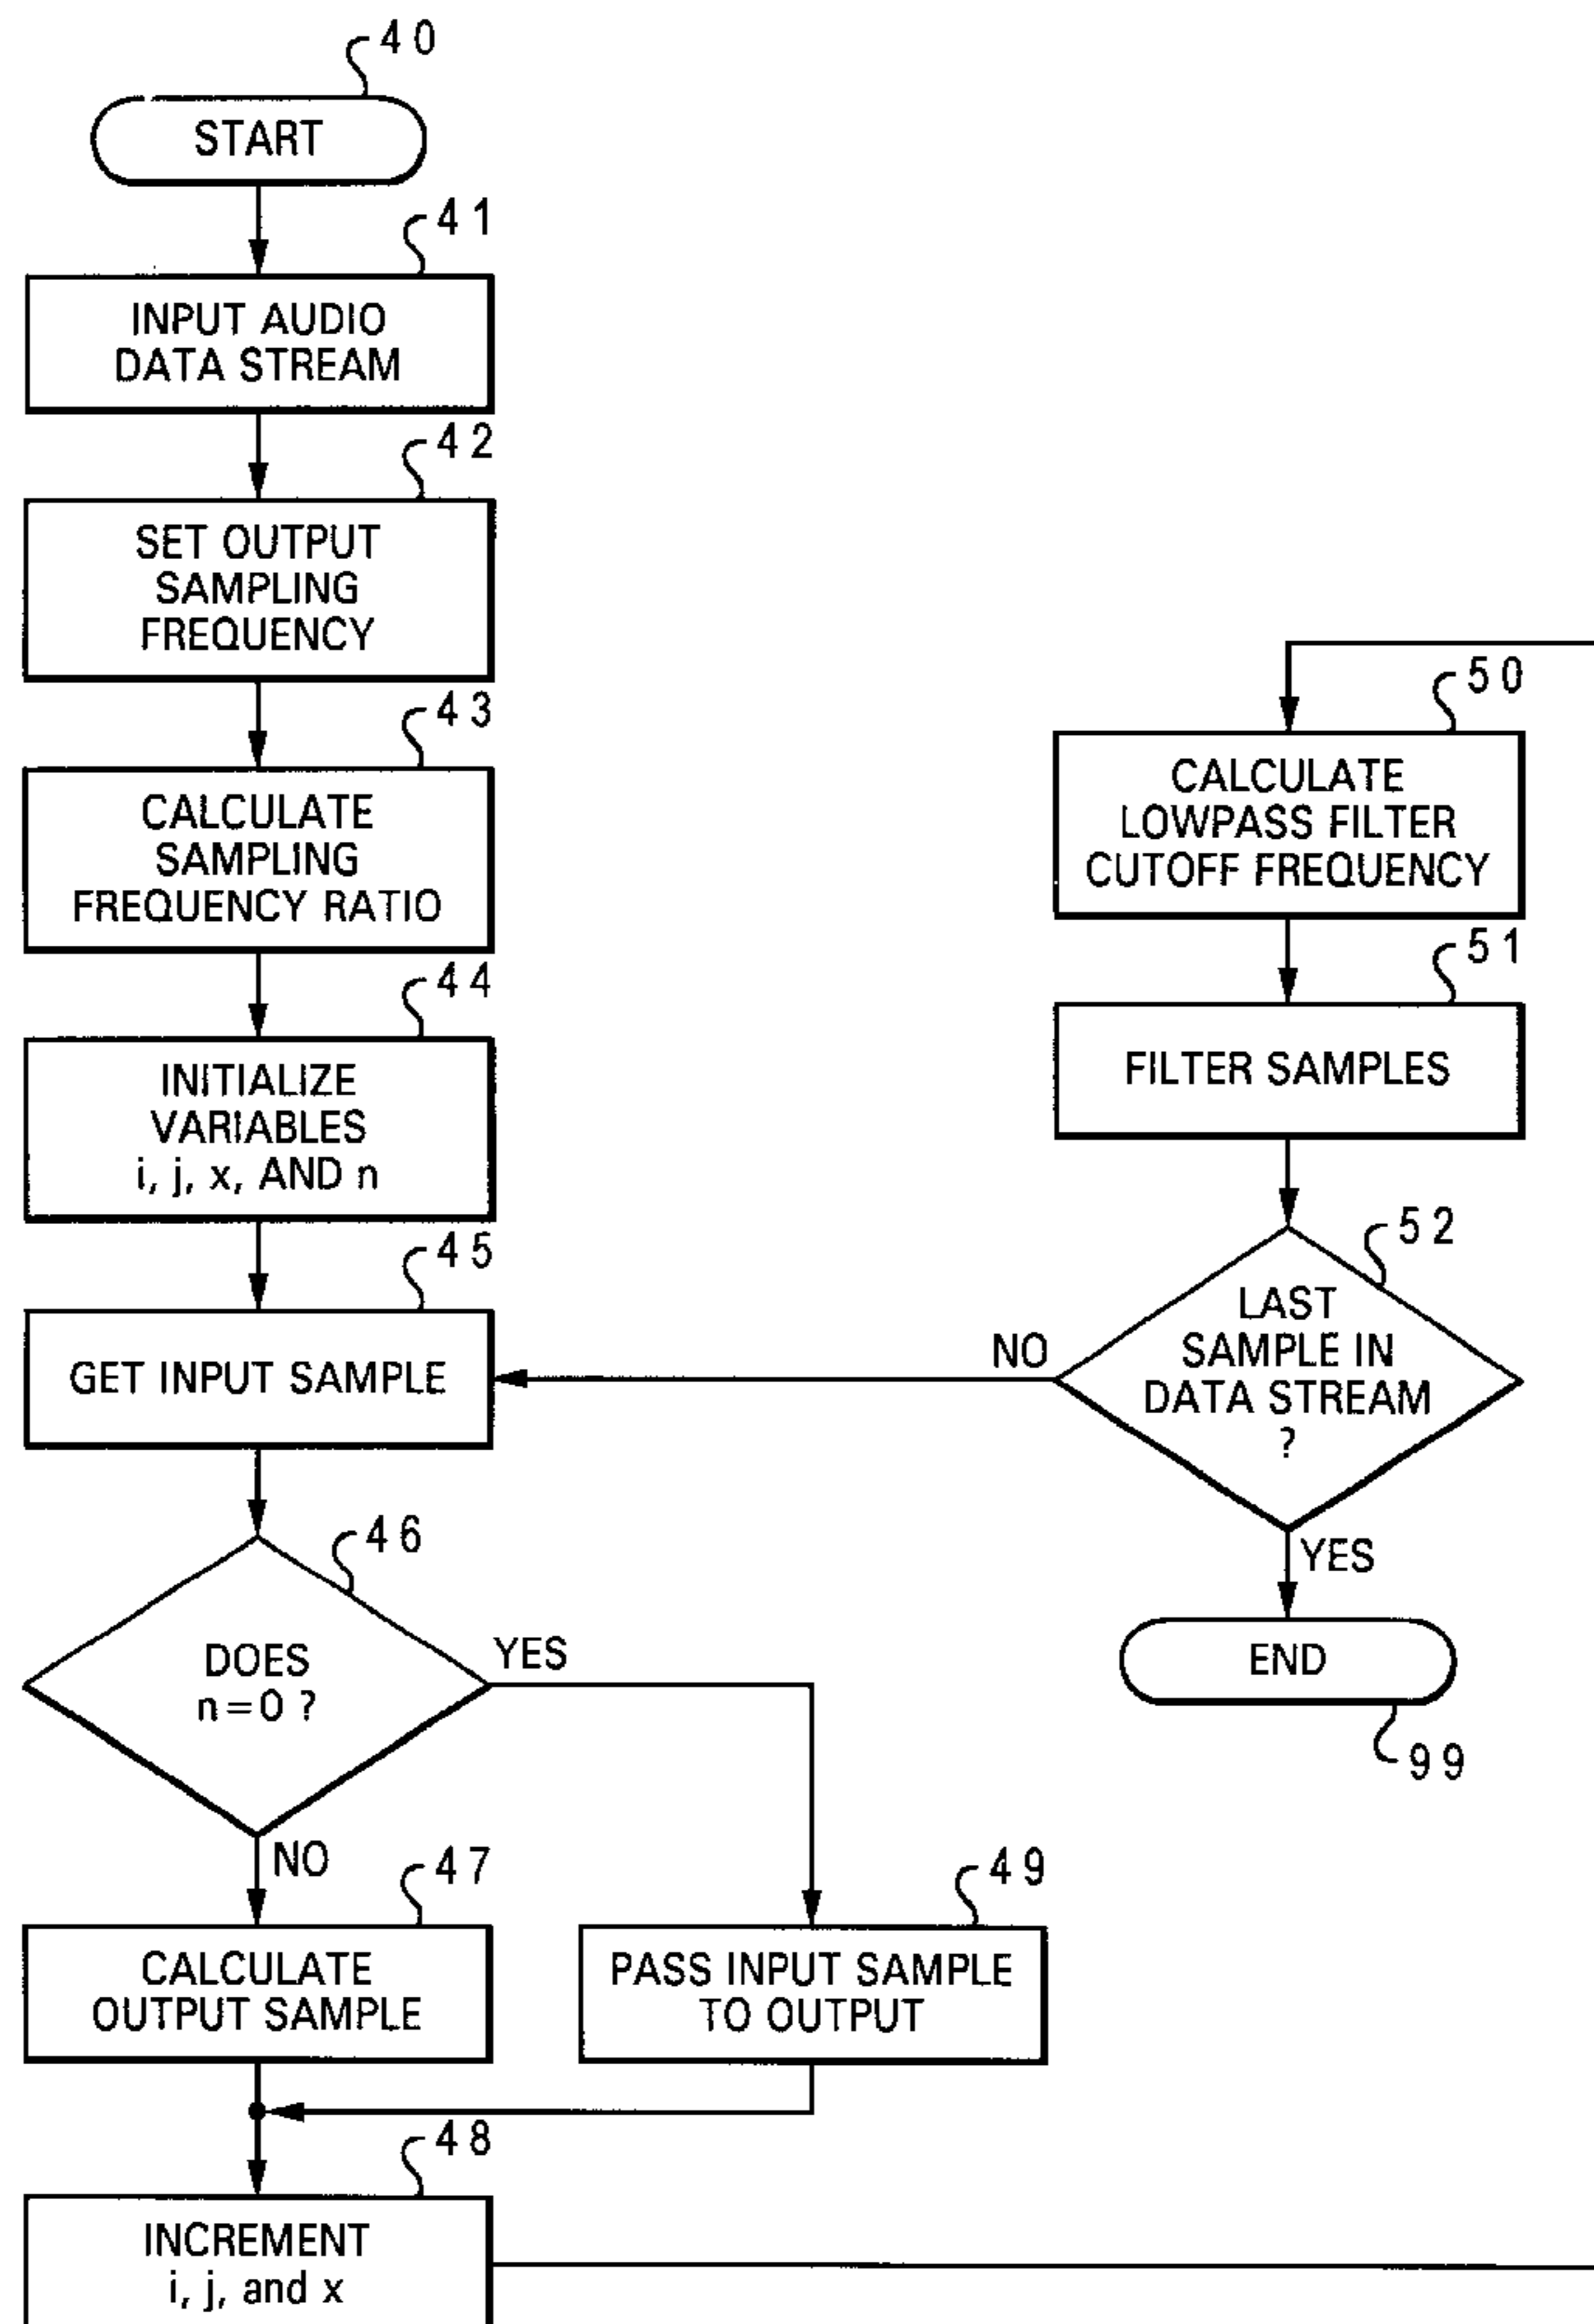 40
START
41
INPUT AUDIO
DATA STREAM
42
SET OUTPUT
SAMPLING
FREQUENCY
43
CALCULATE
SAMPLING
FREQUENCY RATIO
44
INITIALIZE
VARIABLES
i, j, x, AND n
45
GET INPUT SAMPLE
46
DOES
n=0 ?
YES
NO
47
CALCULATE
OUTPUT SAMPLE
49
PASS INPUT SAMPLE
TO OUTPUT
48
INCREMENT
i, j, and x
50
CALCULATE
LOWPASS FILTER
CUTOFF FREQUENCY
51
FILTER SAMPLES
52
LAST
SAMPLE IN
DATA STREAM
?
NO
YES
END
99